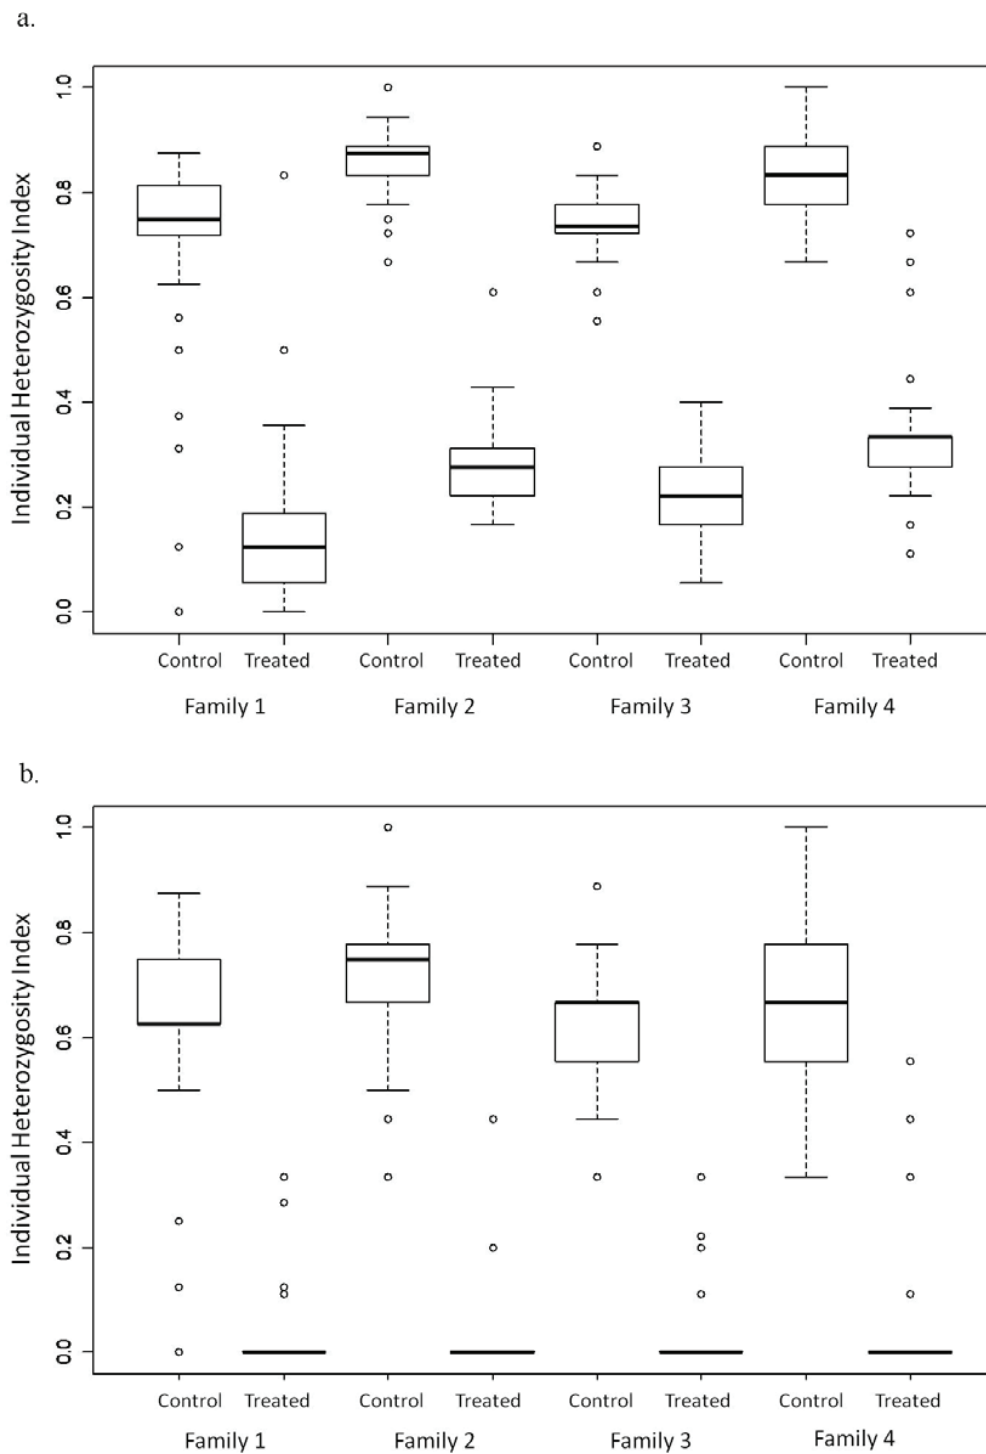 a.
Individual Heterozygosity Index
1.0
0.8
0.6
0.4
0.2
0.0
Control Treated Control Treated Control Treated Control Treated
Family 1 Family 2 Family 3 Family 4
b.
Individual Heterozygosity Index
1.0
0.8
0.6
0.4
0.2
0.0
Control Treated Control Treated Control Treated Control Treated
Family 1 Family 2 Family 3 Family 4